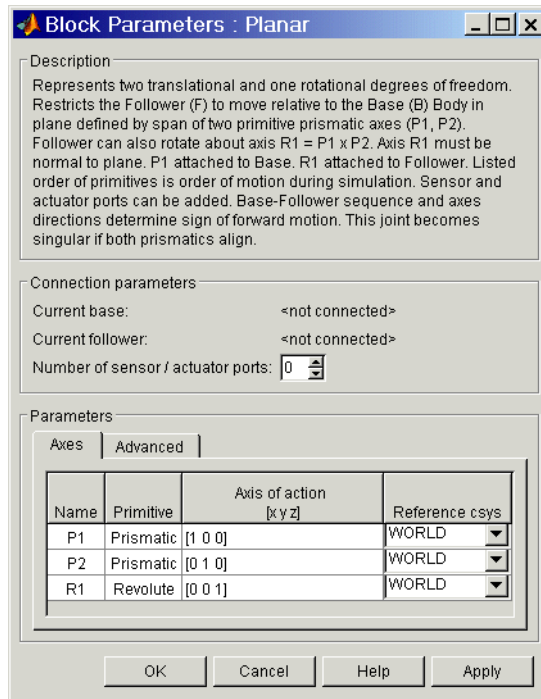 Block Parameters : Planar
Description
Represents two translational and one rotational degrees of freedom.
Restricts the Follower (F) to move relative to the Base (B) Body in
plane defined by span of two primitive prismatic axes (P1, P2).
Follower can also rotate about axis R1 = P1 x P2. Axis R1 must be
normal to plane. P1 attached to Base. R1 attached to Follower. Listed
order of primitives is order of motion during simulation. Sensor and
actuator ports can be added. Base-Follower sequence and axes
directions determine sign of forward motion. This joint becomes
singular if both prismatics align.
Connection parameters
Current base: <not connected>
Current follower: <not connected>
Number of sensor / actuator ports: 0
Parameters
Axes Advanced
Axis of action
Name Primitive [x y z] Reference csys
P1 Prismatic [1 0 0] WORLD
P2 Prismatic [0 1 0] WORLD
R1 Revolute [0 0 1] WORLD
OK Cancel Help Apply